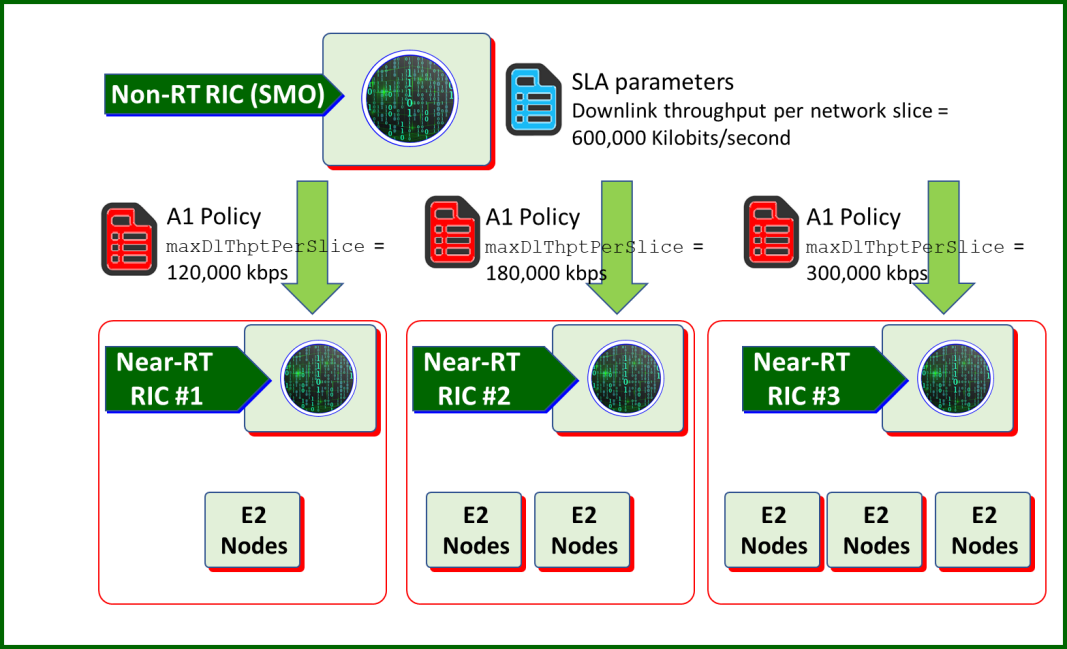 Non-RT RIC (SMO)
SLA parameters
Downlink throughput per network slice =
600,000 Kilobits/second
A1 Policy
maxDlThptPerSlice =
120,000 kbps
A1 Policy
maxDlThptPerSlice =
180,000 kbps
A1 Policy
maxDlThptPerSlice =
300,000 kbps
Near-RT
RIC #1
Near-RT
RIC #2
Near-RT
RIC #3
E2
Nodes
E2
Nodes
E2
Nodes
E2
Nodes
E2
Nodes
E2
Nodes